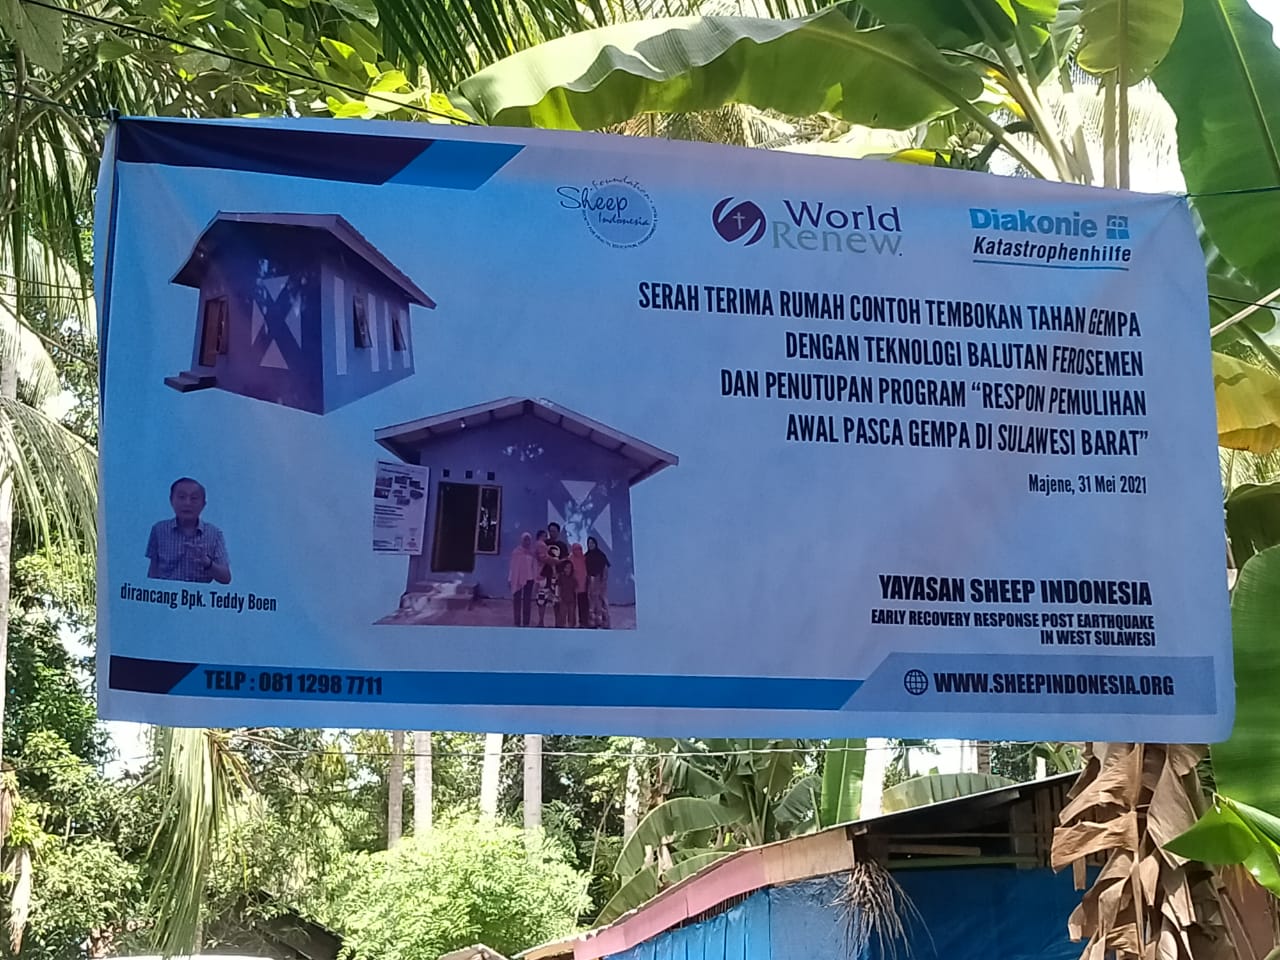 Sheep
Indonesia
Foundation
World
Renew
Diakonie
Katastrophenhilfe
SERAH TERIMA RUMAH CONTOH TEMBOKAN TAHAN GEMPA
DENGAN TEKNOLOGI BALUTAN FEROSEMEN
DAN PENUTUPAN PROGRAM “RESPON PEMULIHAN
AWAL PASCA GEMPA DI SULAWESI BARAT”
Majene, 31 Mei 2021
dirancang Bpk. Teddy Boen
YAYASAN SHEEP INDONESIA
EARLY RECOVERY RESPONSE POST EARTHQUAKE
IN WEST SULAWESI
TELP : 081 1298 7711
WWW.SHEEPINDONESIA.ORG